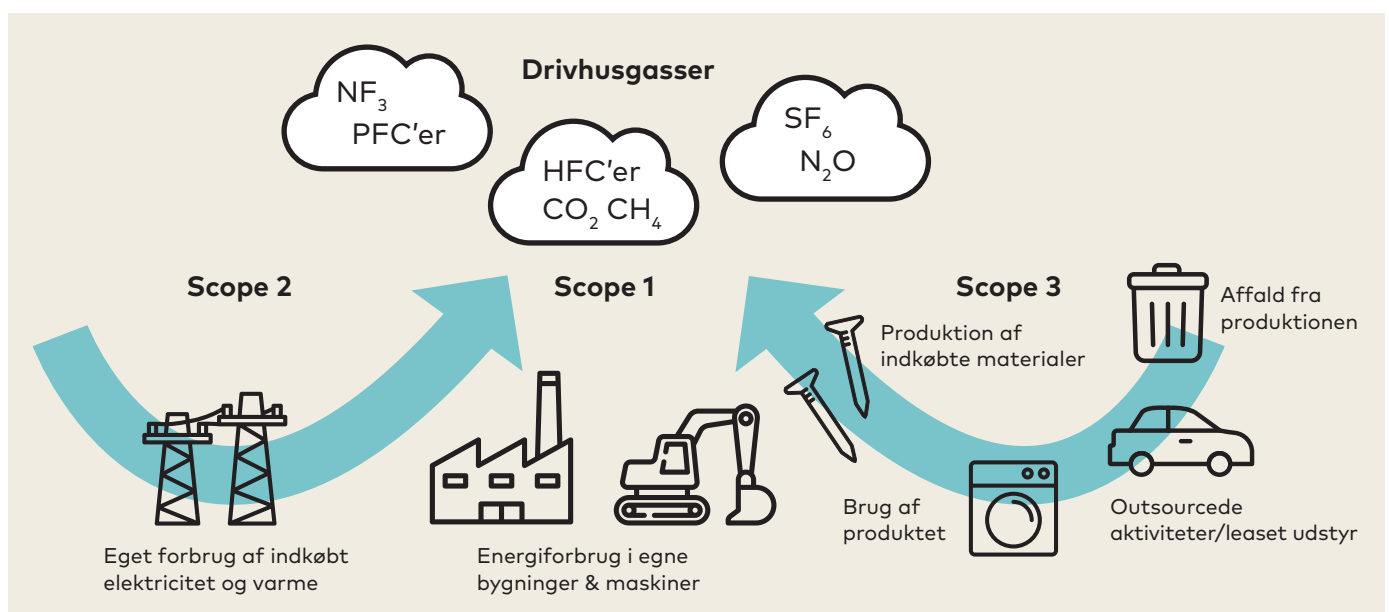 Drivhusgasser
NF₃
PFC'er
HFC'er
CO₂ CH₄
SF₆
N₂O
Scope 2
Scope 1
Scope 3
Eget forbrug af indkøbt
elektricitet og varme
Energiforbrug i egne
bygninger & maskiner
Produktion af
indkøbte materialer
Affald fra
produktionen
Brug af
produktet
Outsourcede
aktiviteter/leaset udstyr